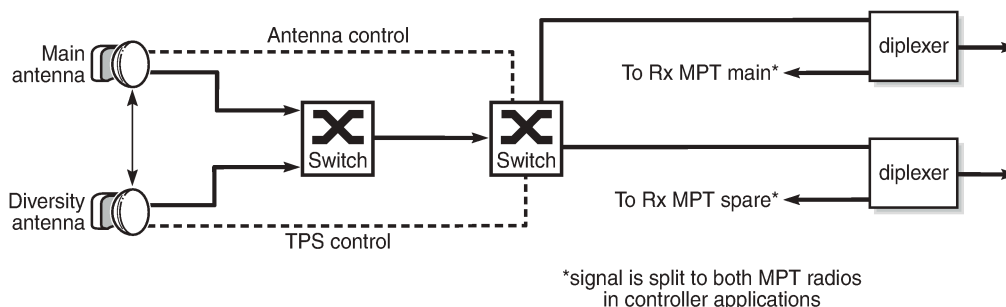 Antenna control
Main
antenna
diplexer
To Rx MPT main*
Switch
Switch
Diversity
antenna
diplexer
To Rx MPT spare*
TPS control
*signal is split to both MPT radios
in controller applications